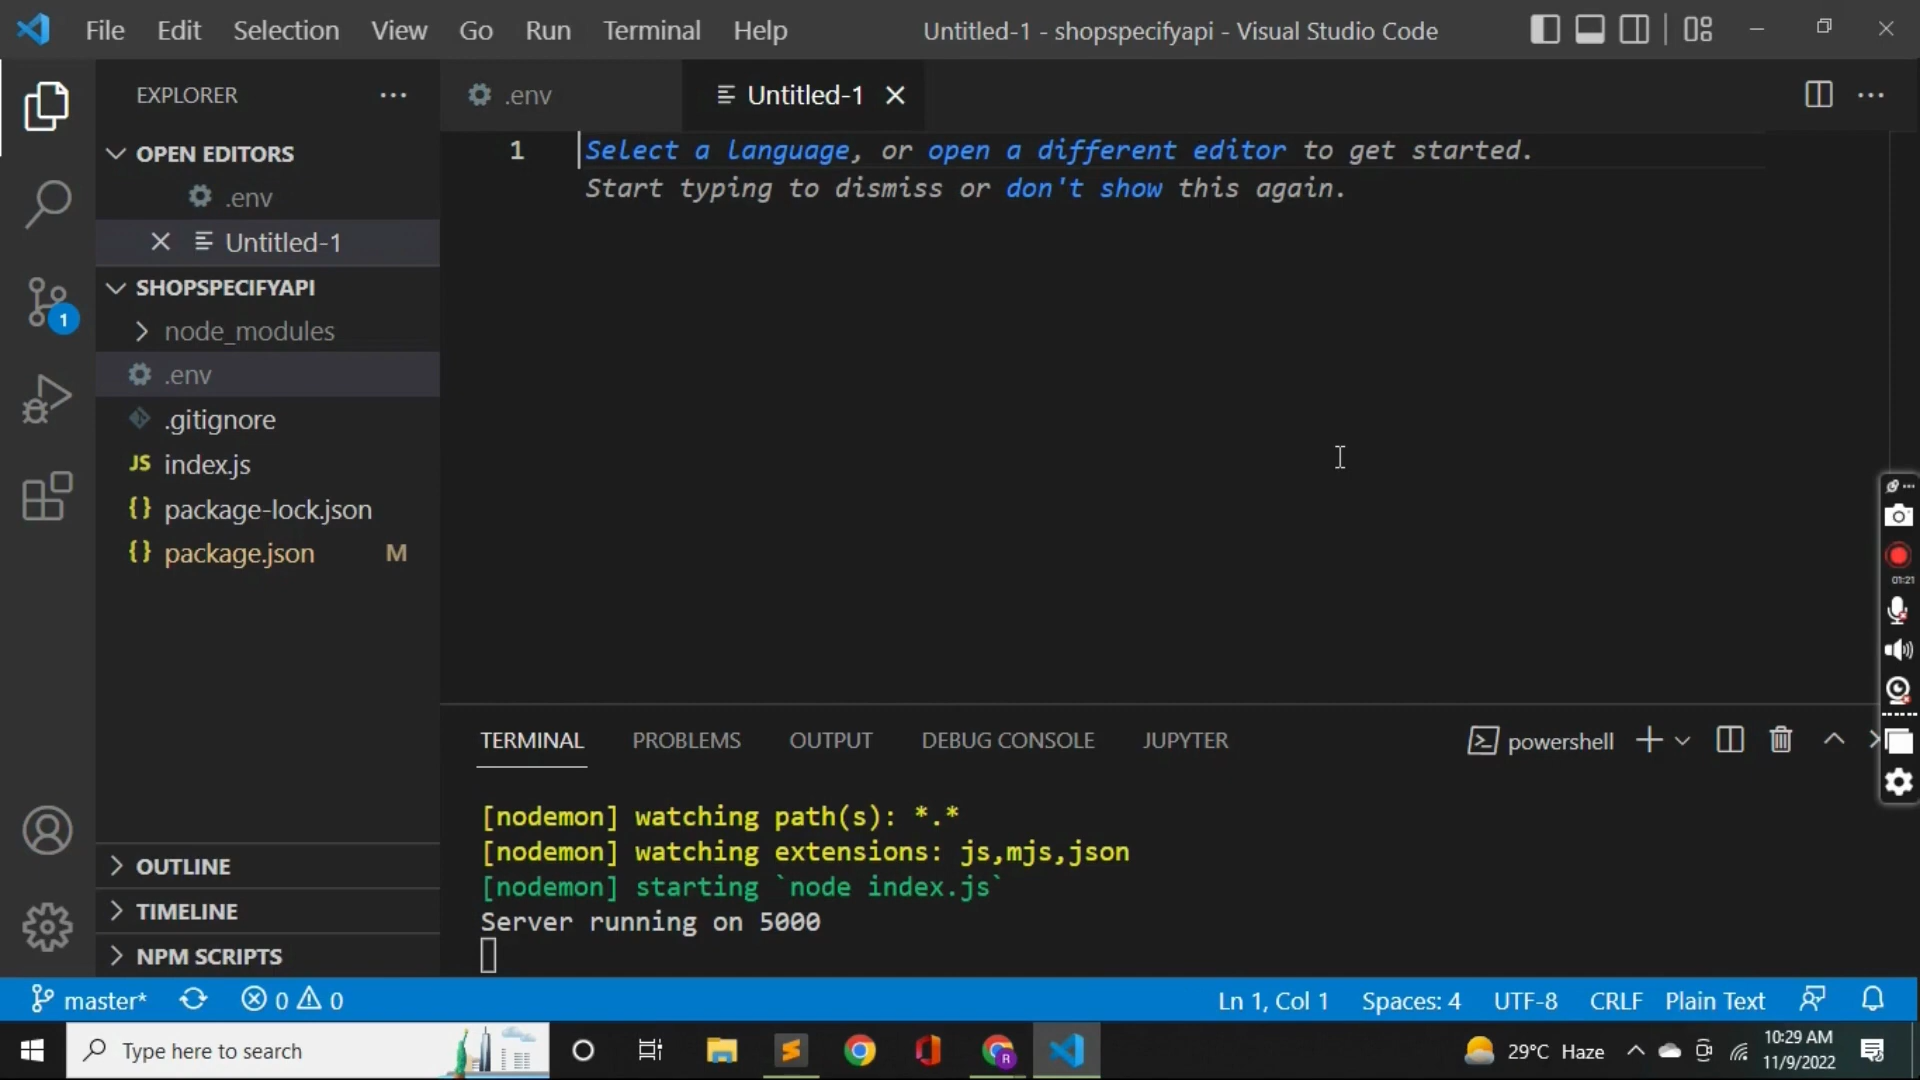 File Edit Selection View Go Run Terminal Help Untitled-1 - shopspecifyapi - Visual Studio Code
EXPLORER
.env Untitled-1
OPEN EDITORS
.env
Untitled-1
SHOPSPECIFYAPI
node_modules
.env
.gitignore
JS index.js
{} package-lock.json
{} package.json M
OUTLINE
TIMELINE
NPM SCRIPTS
1
1 Select a language, or open a different editor to get started.
Start typing to dismiss or don't show this again.
01:21
TERMINAL PROBLEMS OUTPUT DEBUG CONSOLE JUPYTER powershell
[nodemon] watching path(s): *.*
[nodemon] watching extensions: js,mjs,json
[nodemon] starting `node index.js`
Server running on 5000
master* 0 0 Ln 1, Col 1 Spaces: 4 UTF-8 CRLF Plain Text
Type here to search R 29°C Haze 10:29 AM
11/9/2022